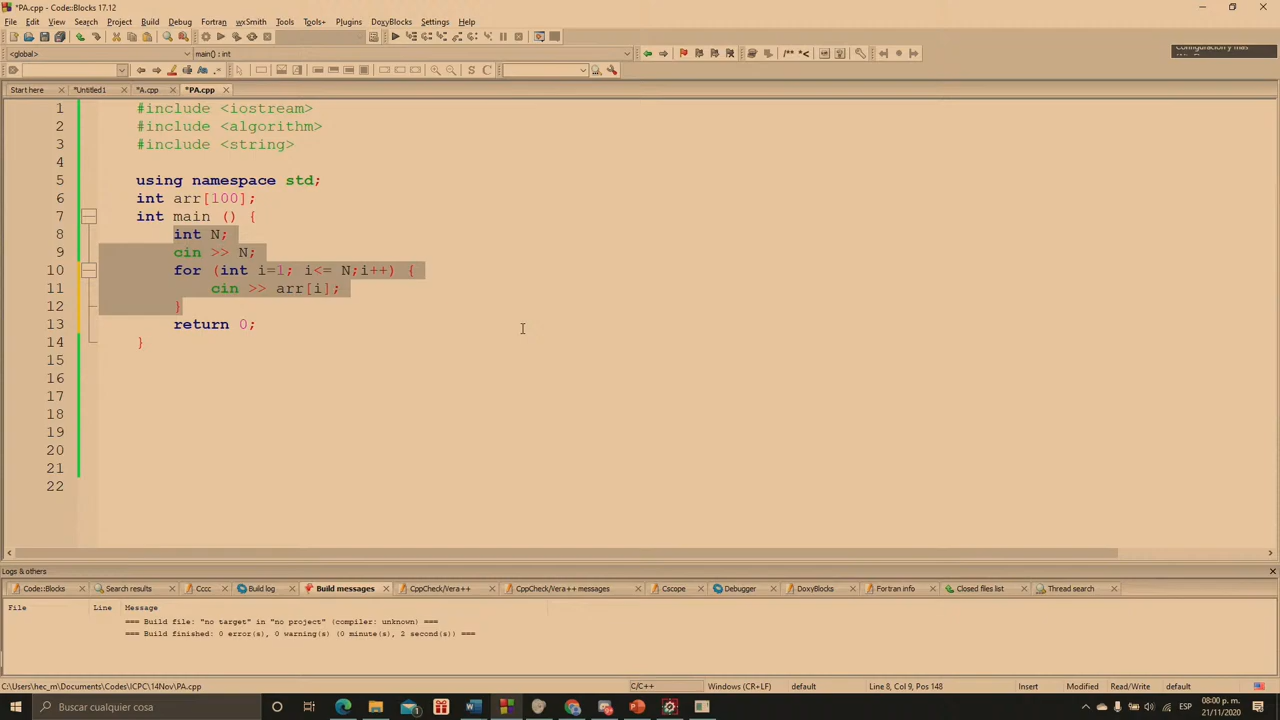 *PA.cpp - Code::Blocks 17.12
File Edit View Search Project Build Debug Fortran wxSmith Tools Tools+ Plugins DoxyBlocks Settings Help
<global> main() : int
Start here *Untitled1 *A.cpp *PA.cpp
1 #include <iostream>
2 #include <algorithm>
3 #include <string>
4
5 using namespace std;
6 int arr[100];
7 int main () {
8 int N;
9 cin >> N;
10 for (int i=1; i<= N;i++) {
11 cin >> arr[i];
12 }
13 return 0;
14 }
15
16
17
18
19
20
21
22
Logs & others
Code::Blocks Search results Cccc Build log Build messages CppCheck/Vera++ CppCheck/Vera++ messages Cscope Debugger DoxyBlocks Fortran info Closed files list Thread search
File Line Message
=== Build file: "no target" in "no project" (compiler: unknown) ===
=== Build finished: 0 error(s), 0 warning(s) (0 minute(s), 2 second(s)) ===
C:\Users\hec_m\Documents\Codes\ICPC\14Nov\PA.cpp C/C++ Windows (CR+LF) default Line 8, Col 9, Pos 148 Insert Modified Read/Write default
Buscar cualquier cosa ESP 08:00 p. m.
21/11/2020